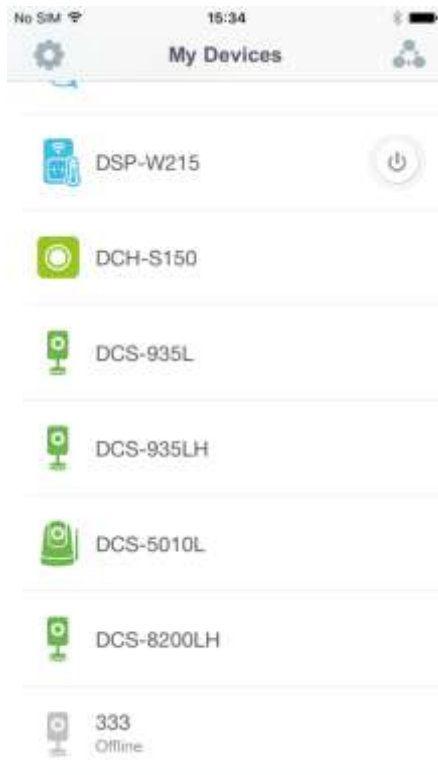 No SIM
15:34
My Devices
DSP-W215
DCH-S150
DCS-935L
DCS-935LH
DCS-5010L
DCS-8200LH
333
Offline